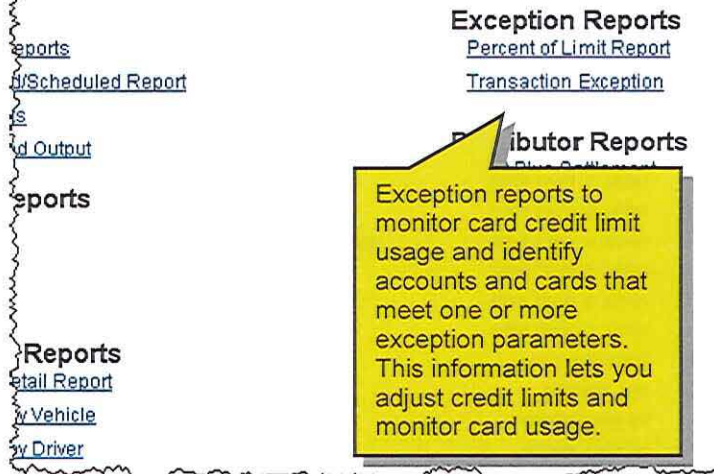 Exception Reports
eports
Percent of Limit Report
d/Scheduled Report
Transaction Exception
s
d Output
ibutor Reports
eports
Exception reports to
monitor card credit limit
usage and identify
accounts and cards that
meet one or more
exception parameters.
This information lets you
adjust credit limits and
monitor card usage.
Reports
etail Report
y Vehicle
y Driver